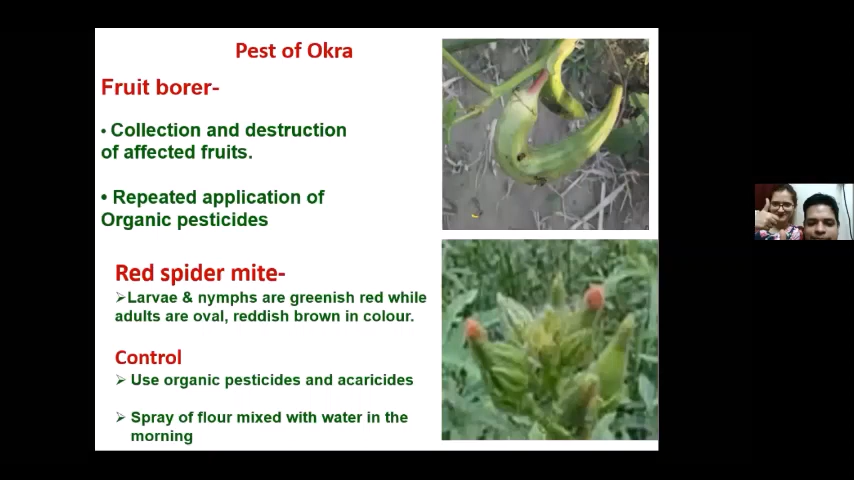 Pest of Okra
Fruit borer-
• Collection and destruction
of affected fruits.
• Repeated application of
Organic pesticides
Red spider mite-
➢Larvae & nymphs are greenish red while
adults are oval, reddish brown in colour.
Control
➢ Use organic pesticides and acaricides
➢ Spray of flour mixed with water in the
morning